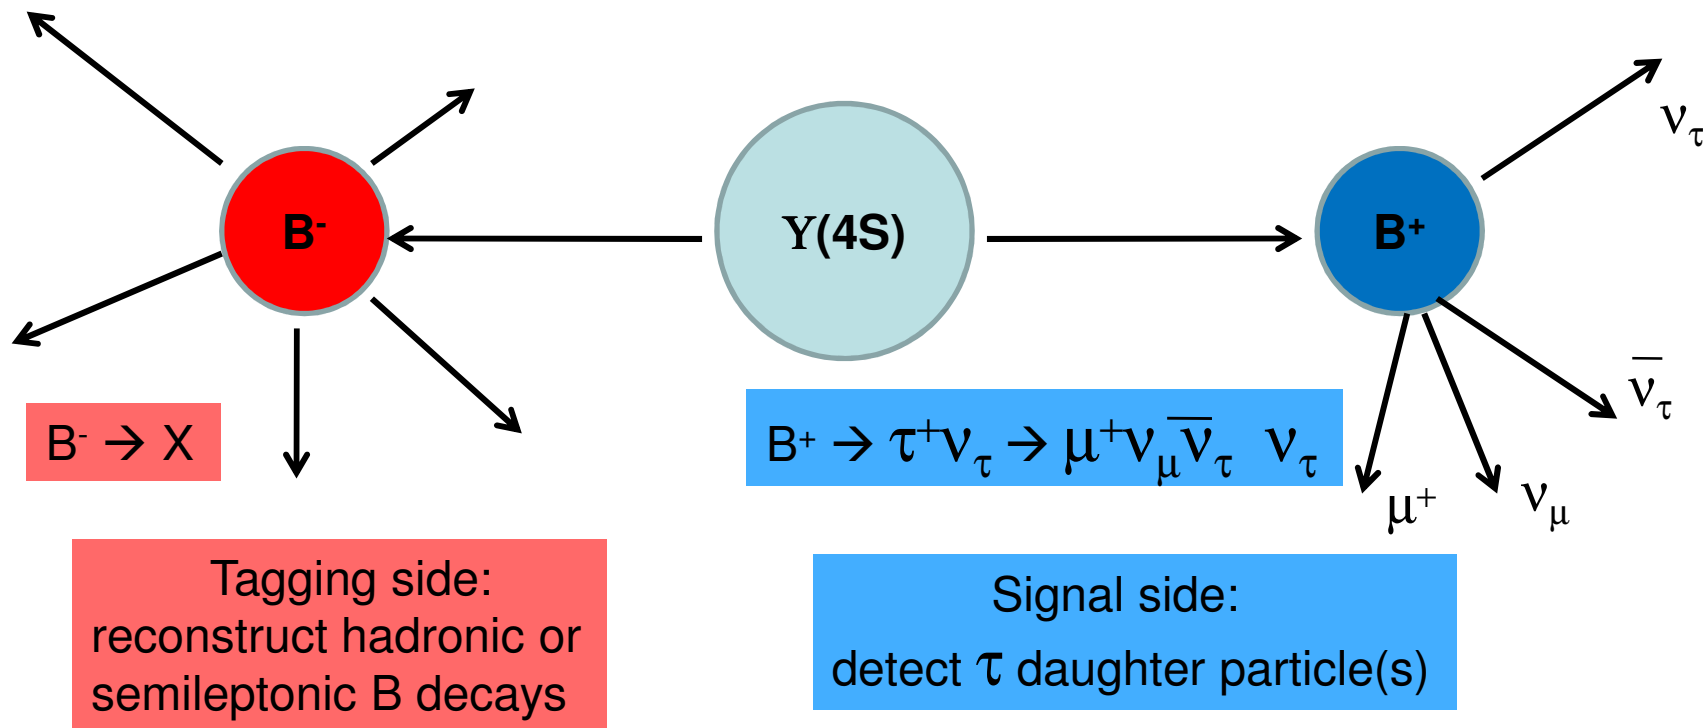 B⁻
Υ(4S)
B⁺
ν_τ
ν̅_τ
μ⁺
ν_μ
B⁻ → X
B⁺ → τ⁺ν_τ → μ⁺ν_μν̅_τ ν_τ
Tagging side:
reconstruct hadronic or
semileptonic B decays
Signal side:
detect τ daughter particle(s)